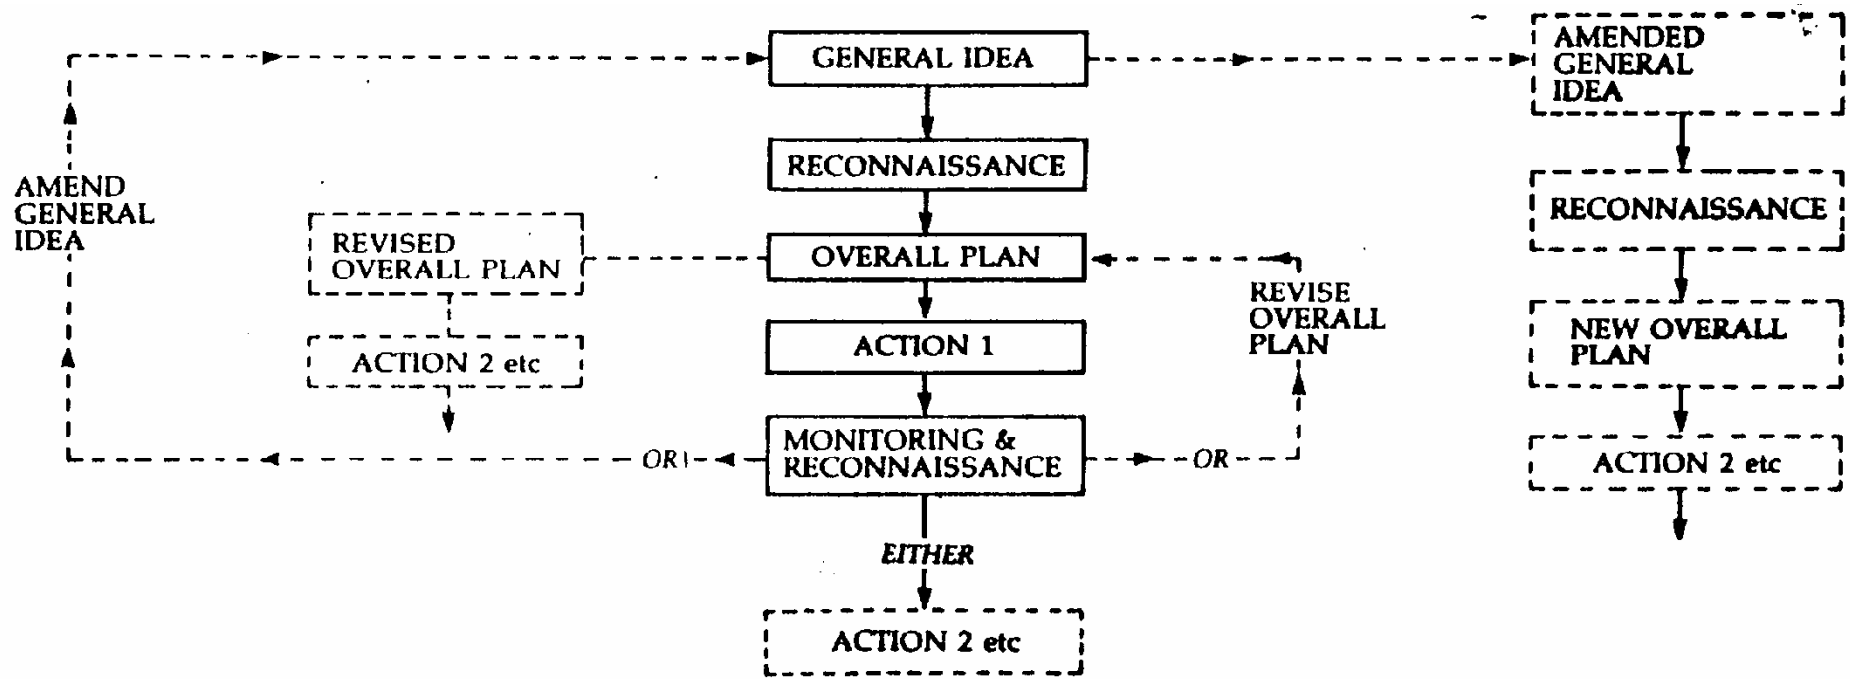 GENERAL IDEA
AMENDED
GENERAL
IDEA
RECONNAISSANCE
AMEND
GENERAL
IDEA
RECONNAISSANCE
REVISED
OVERALL PLAN
OVERALL PLAN
REVISE
OVERALL
PLAN
NEW OVERALL
PLAN
ACTION 2 etc
ACTION 1
MONITORING &
RECONNAISSANCE
OR
OR
ACTION 2 etc
EITHER
ACTION 2 etc